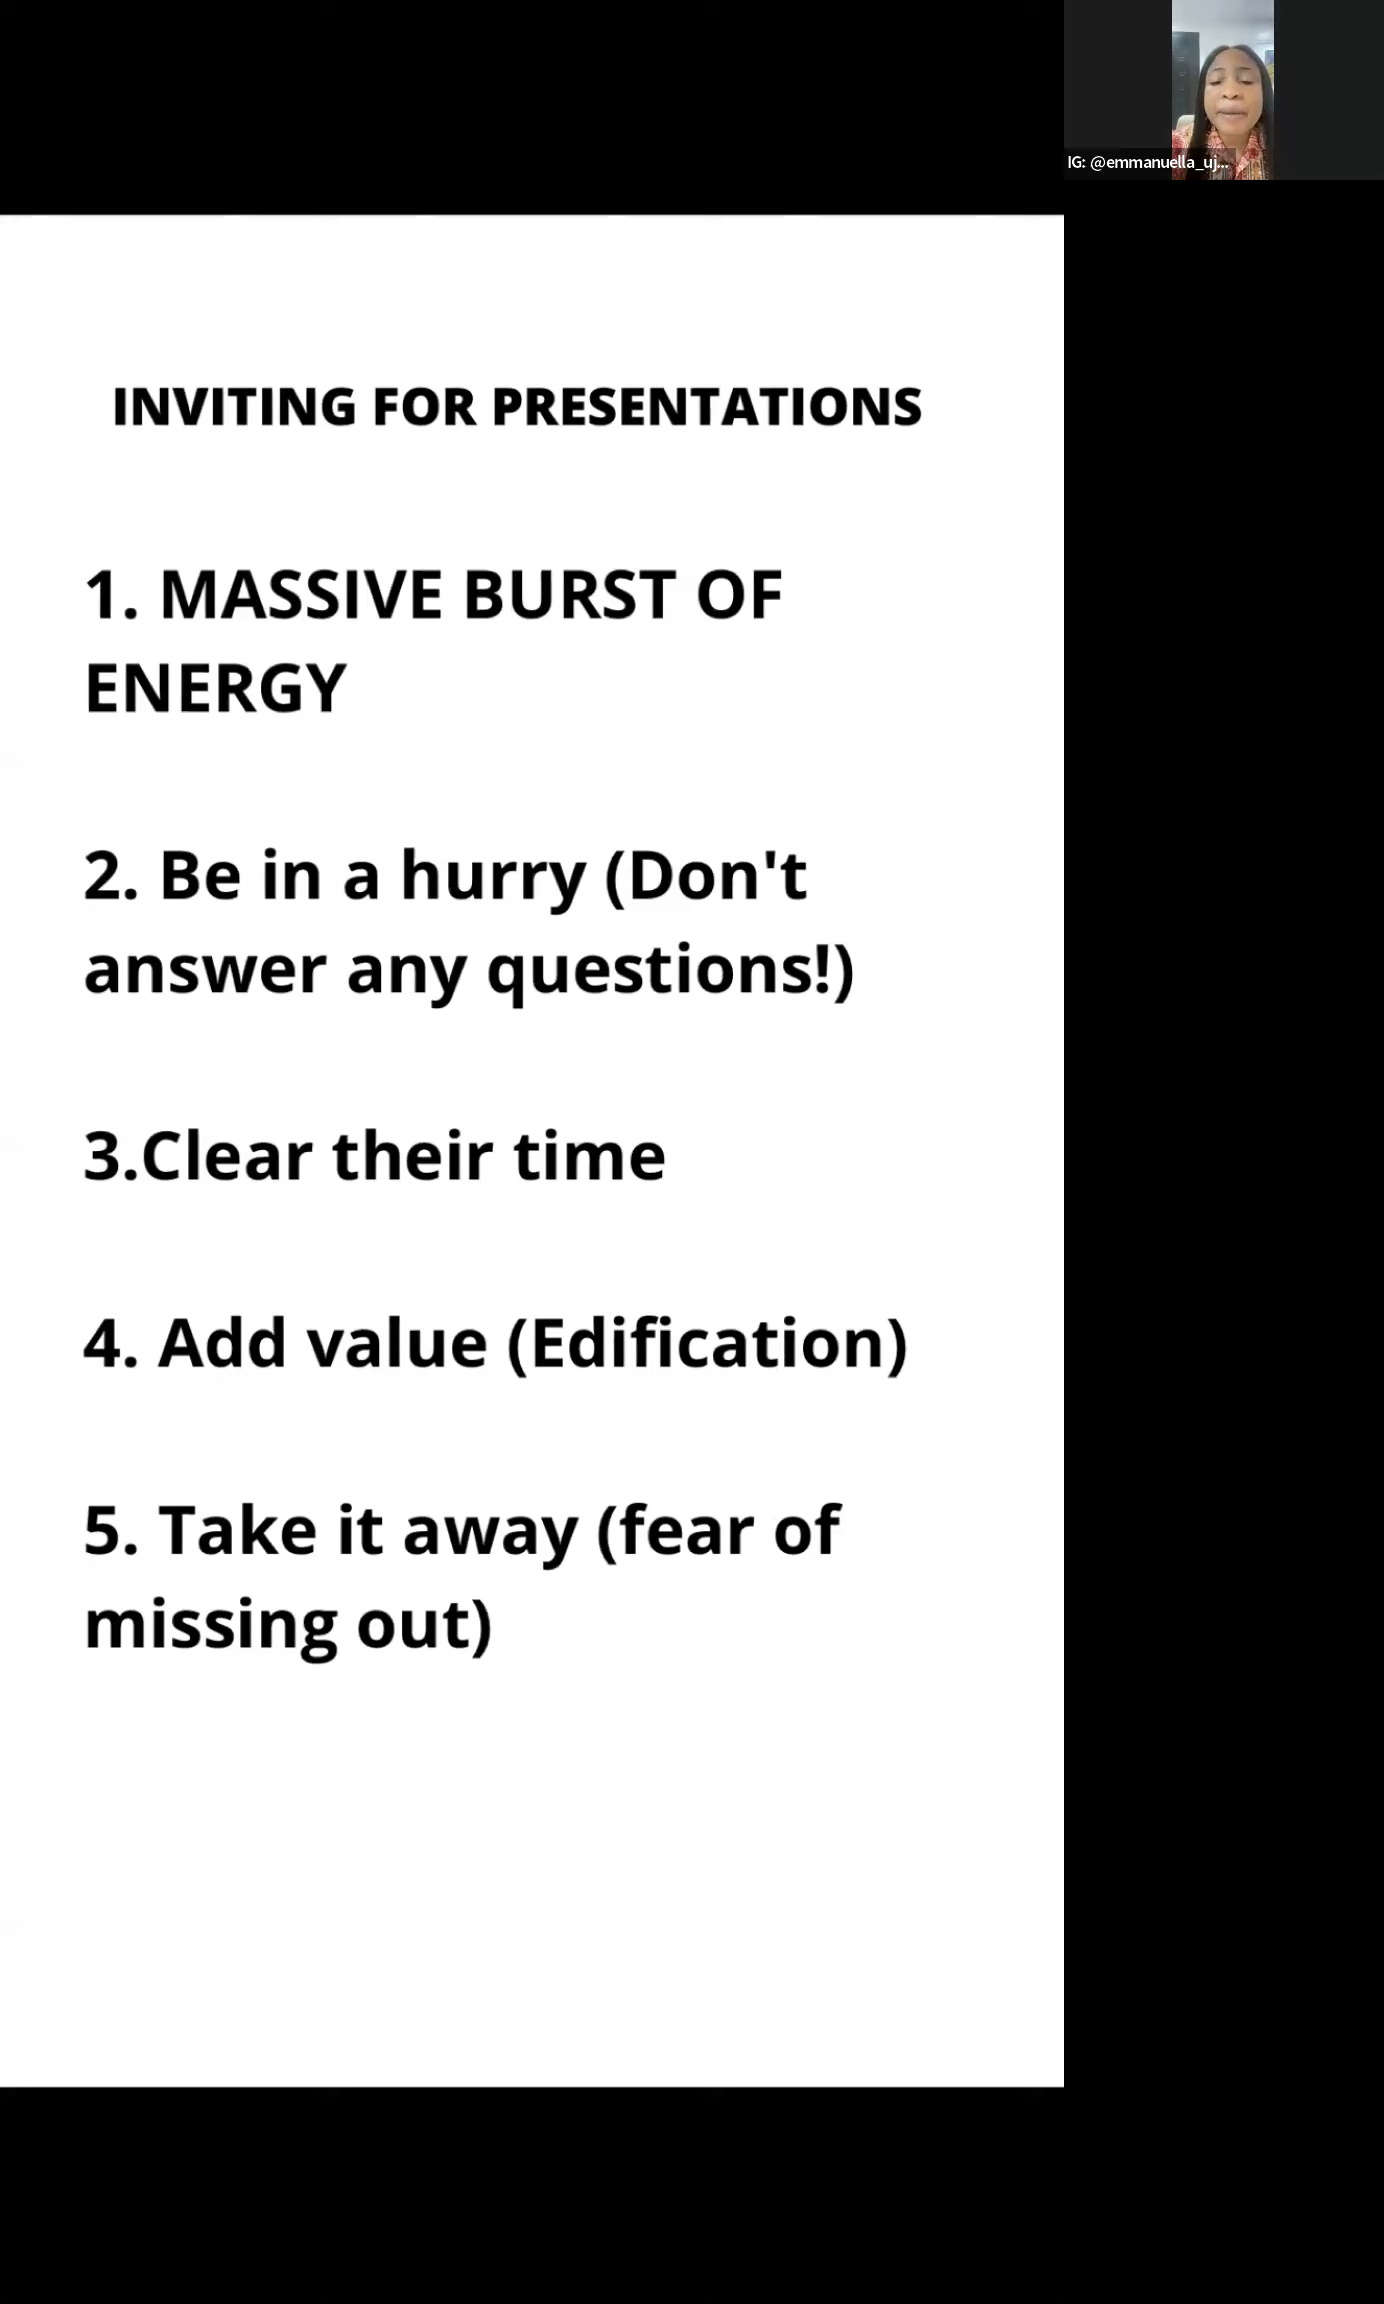 IG: @emmanuella_uj...
INVITING FOR PRESENTATIONS
1. MASSIVE BURST OF
ENERGY
2. Be in a hurry (Don't
answer any questions!)
3.Clear their time
4. Add value (Edification)
5. Take it away (fear of
missing out)